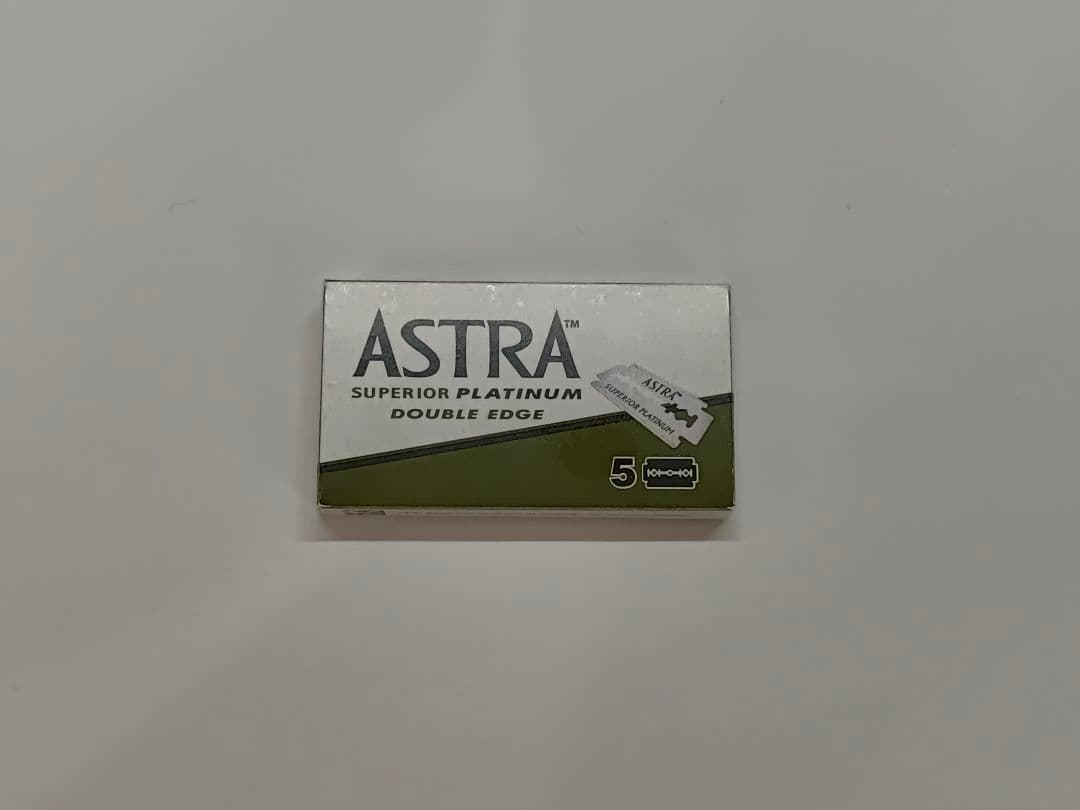 ASTRA™
SUPERIOR PLATINUM
DOUBLE EDGE
ASTRA
SUPERIOR PLATINUM
5